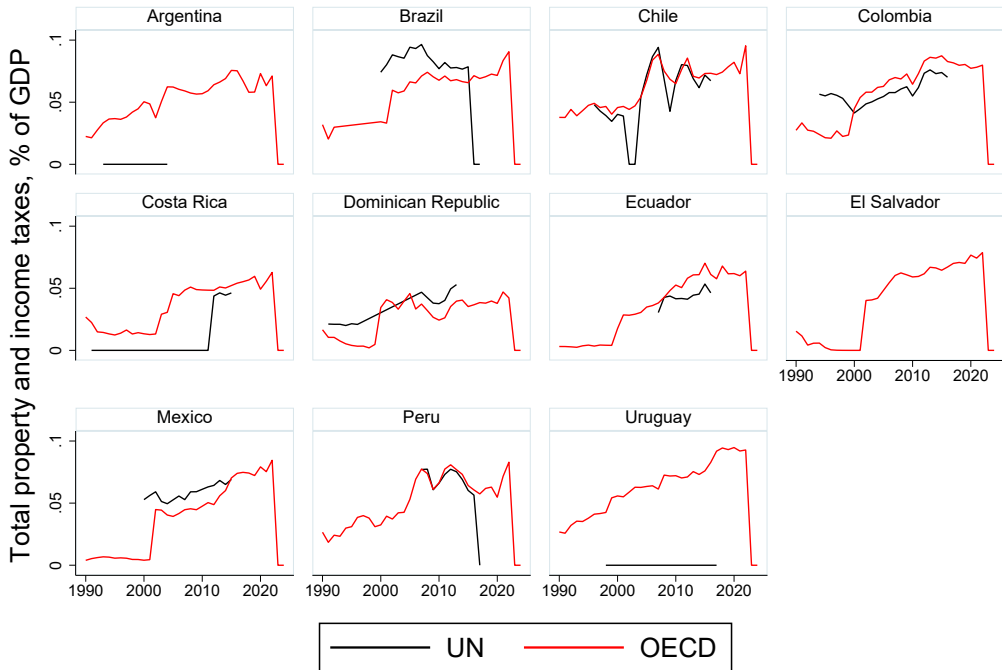 Total property and income taxes, % of GDP
Argentina
Brazil
Chile
Colombia
0
.05
.1
Costa Rica
Dominican Republic
Ecuador
El Salvador
0
.05
.1
1990 2000 2010 2020
Mexico
Peru
Uruguay
0
.05
.1
1990 2000 2010 2020
1990 2000 2010 2020
1990 2000 2010 2020
UN
OECD